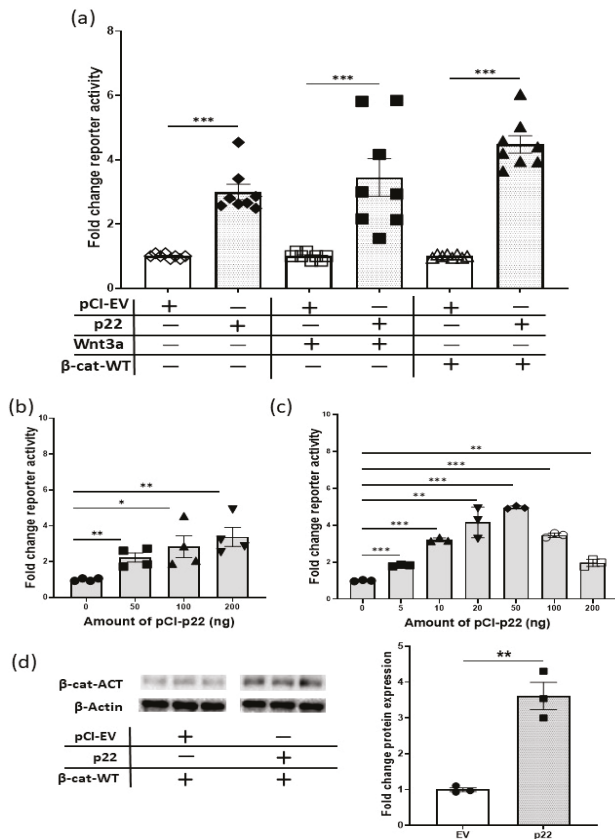 (a)
8
6
4
2
0
Fold change reporter activity
*** *** ***
pCI-EV + — + — + —
p22 — + — + — +
Wnt3a — — + + — —
β-cat-WT — — — — + +
(b)
10
8
6
4
2
0
Fold change reporter activity
**
*
**
0 50 100 200
Amount of pCI-p22 (ng)
(c)
10
8
6
4
2
0
Fold change reporter activity
**
***
***
**
***
***
0 5 10 20 50 100 200
Amount of pCI-p22 (ng)
(d)
β-cat-ACT
β-Actin
pCI-EV + —
p22 — +
β-cat-WT + +
5
4
3
2
1
0
Fold change protein expression
**
EV p22